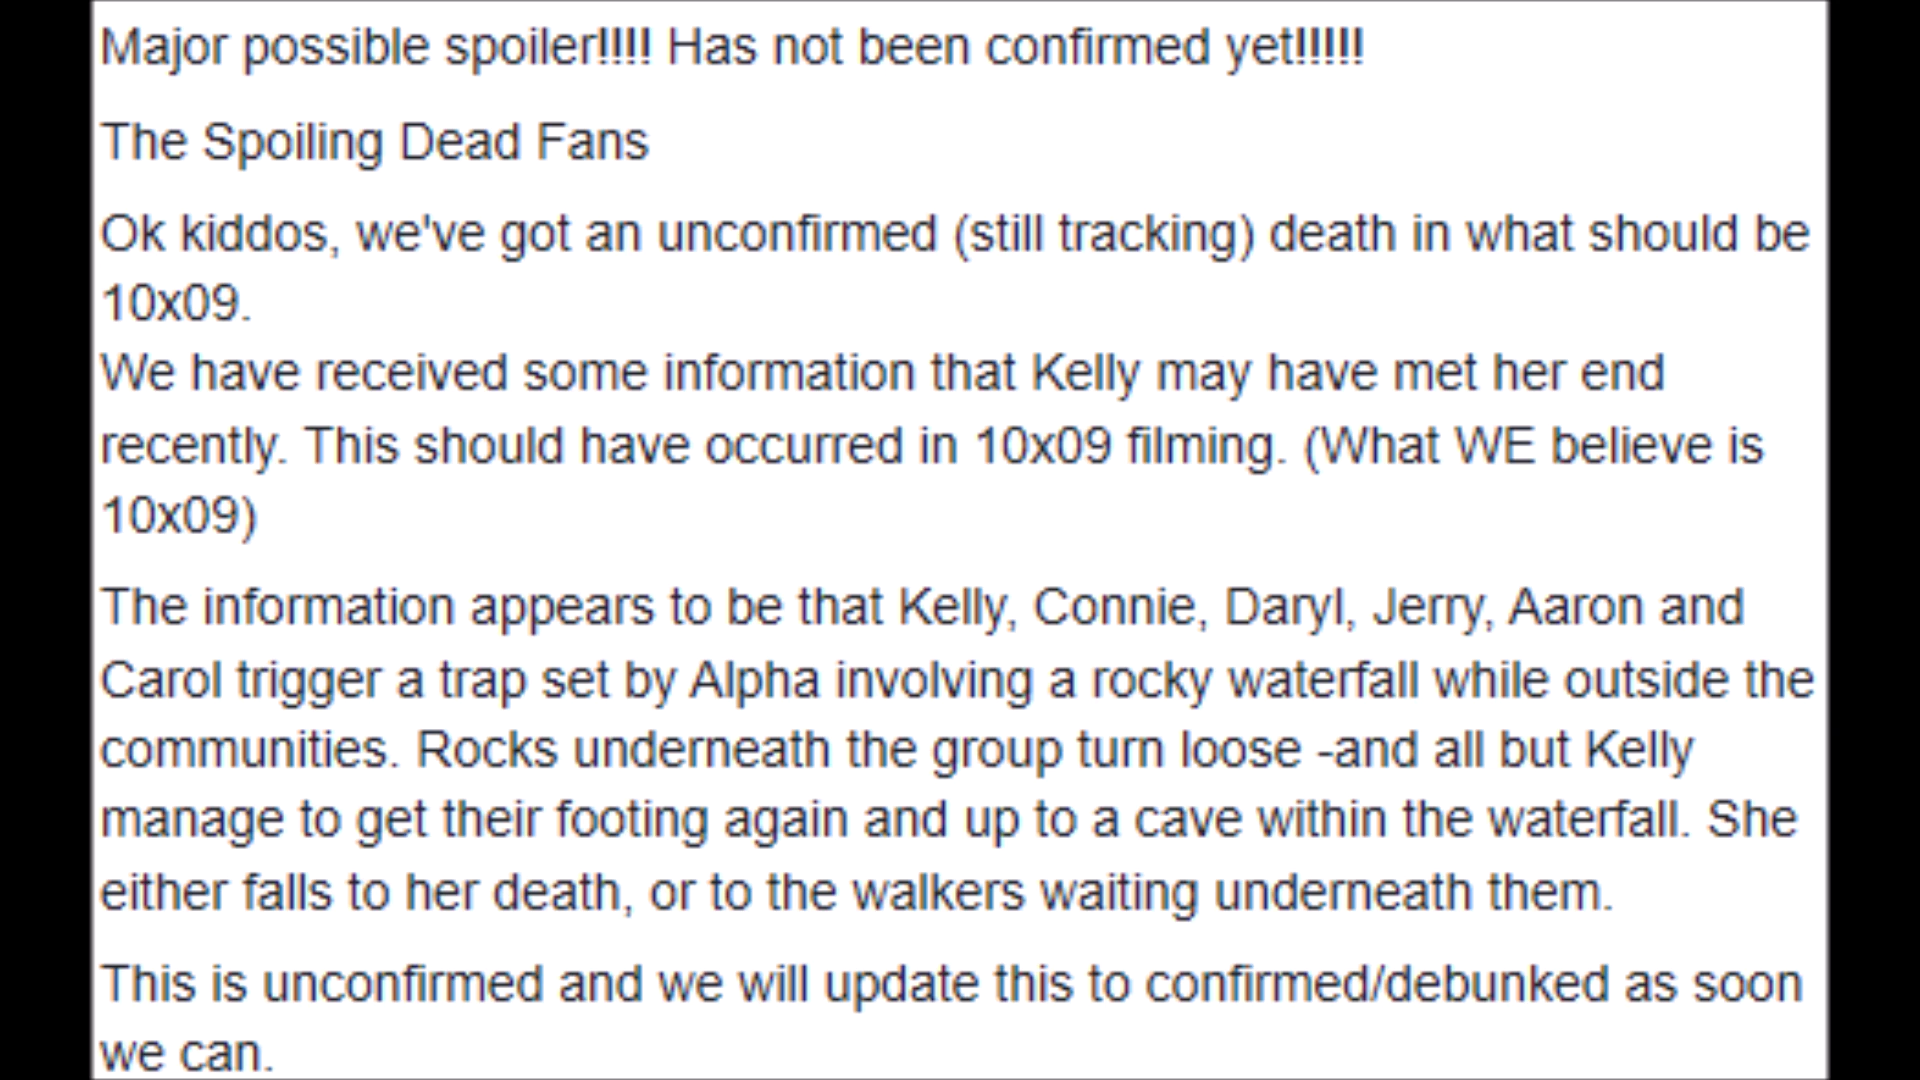 Major possible spoiler!!!! Has not been confirmed yet!!!!!
The Spoiling Dead Fans
Ok kiddos, we've got an unconfirmed (still tracking) death in what should be
10x09.
We have received some information that Kelly may have met her end
recently. This should have occurred in 10x09 filming. (What WE believe is
10x09)
The information appears to be that Kelly, Connie, Daryl, Jerry, Aaron and
Carol trigger a trap set by Alpha involving a rocky waterfall while outside the
communities. Rocks underneath the group turn loose -and all but Kelly
manage to get their footing again and up to a cave within the waterfall. She
either falls to her death, or to the walkers waiting underneath them.
This is unconfirmed and we will update this to confirmed/debunked as soon
we can.